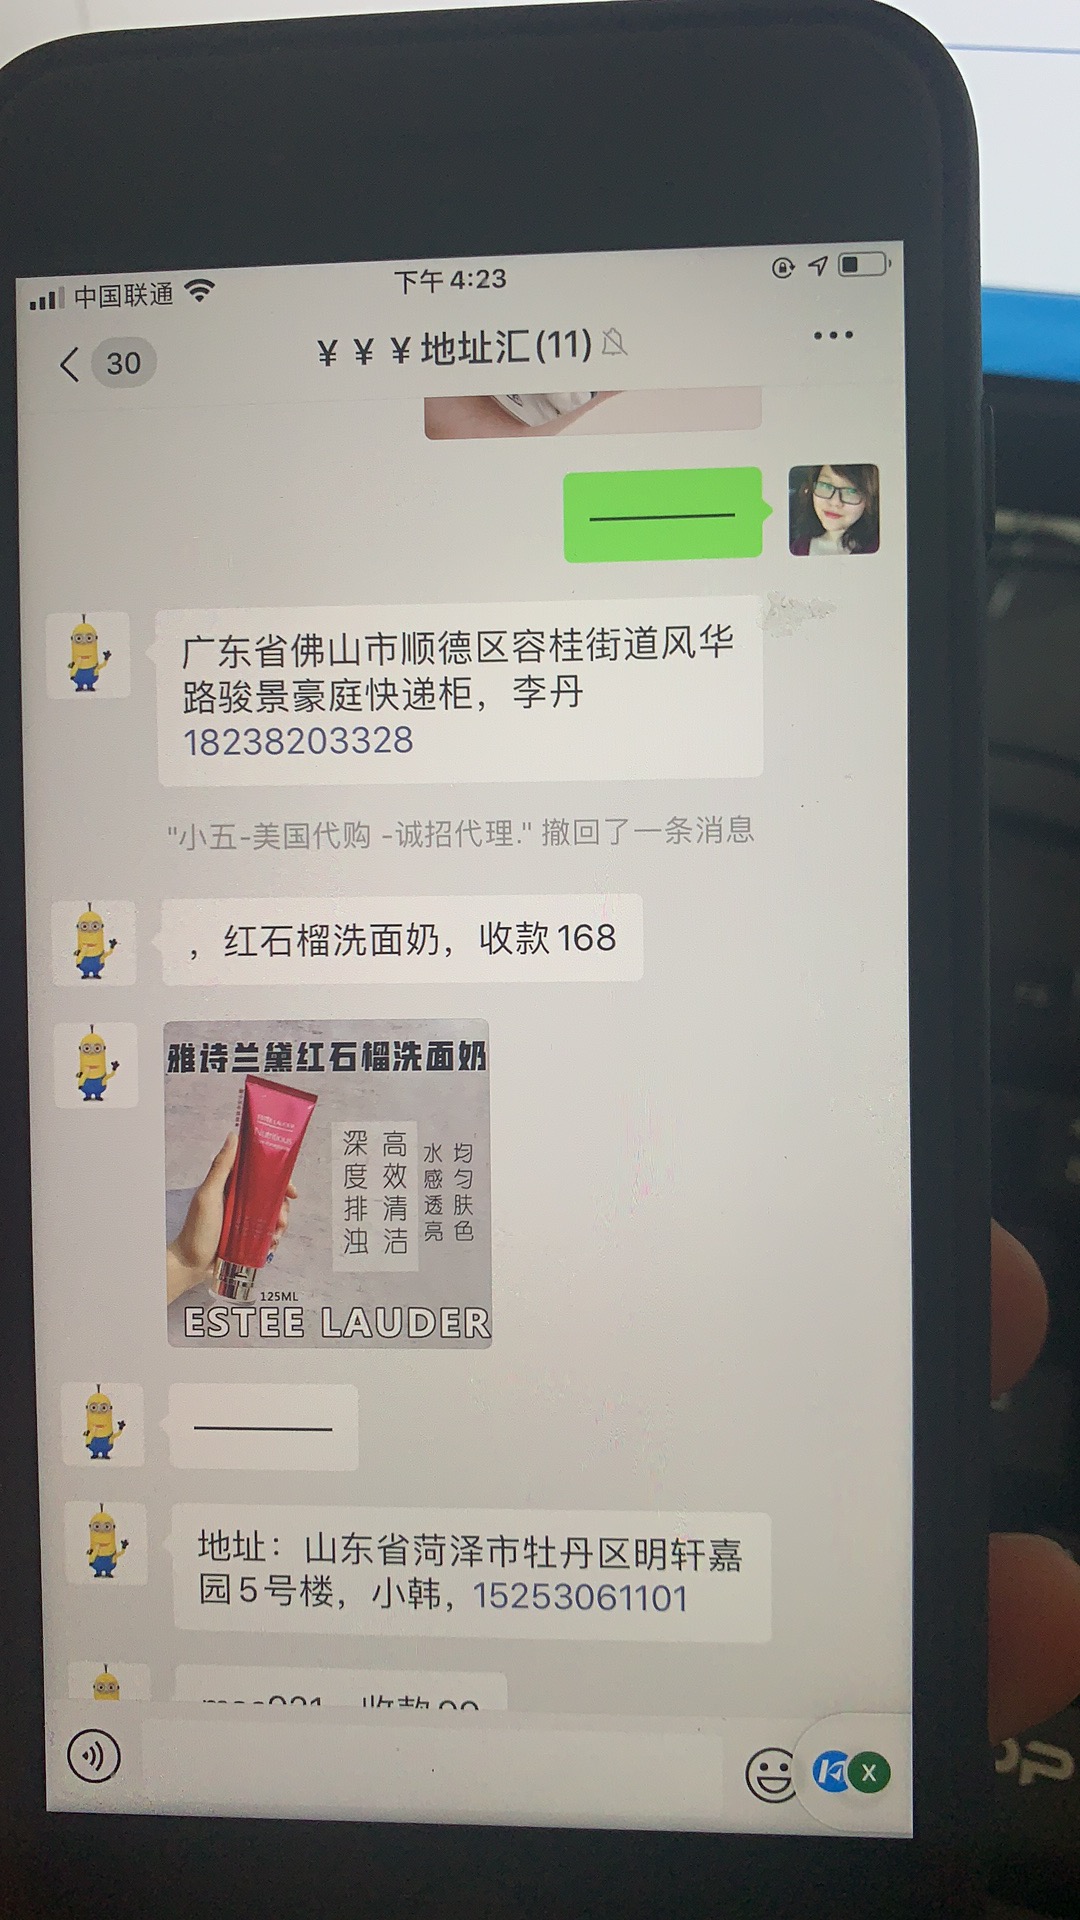 中国联通
下午 4:23
30
¥ ¥ ¥地址汇(11)
广东省佛山市顺德区容桂街道风华
路骏景豪庭快递柜，李丹
18238203328
"小五-美国代购 -诚招代理." 撤回了一条消息
，红石榴洗面奶，收款168
雅诗兰黛红石榴洗面奶
深度排浊
高效清洁
水感透亮
均匀肤色
125ML
ESTEE LAUDER
地址：山东省菏泽市牡丹区明轩嘉
园5号楼，小韩，15253061101
收款
X